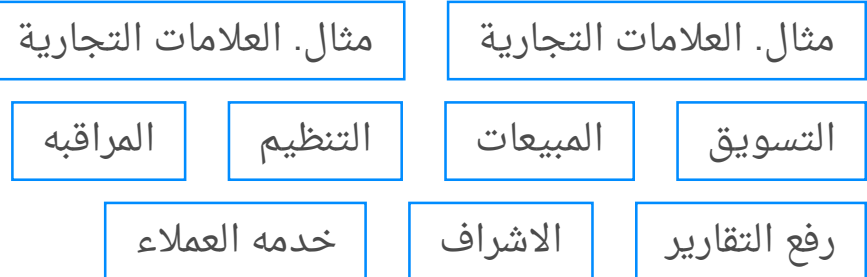 مثال. العلامات التجارية مثال. العلامات التجارية
التسويق المبيعات التنظيم المراقبه
رفع التقارير الاشراف خدمه العملاء